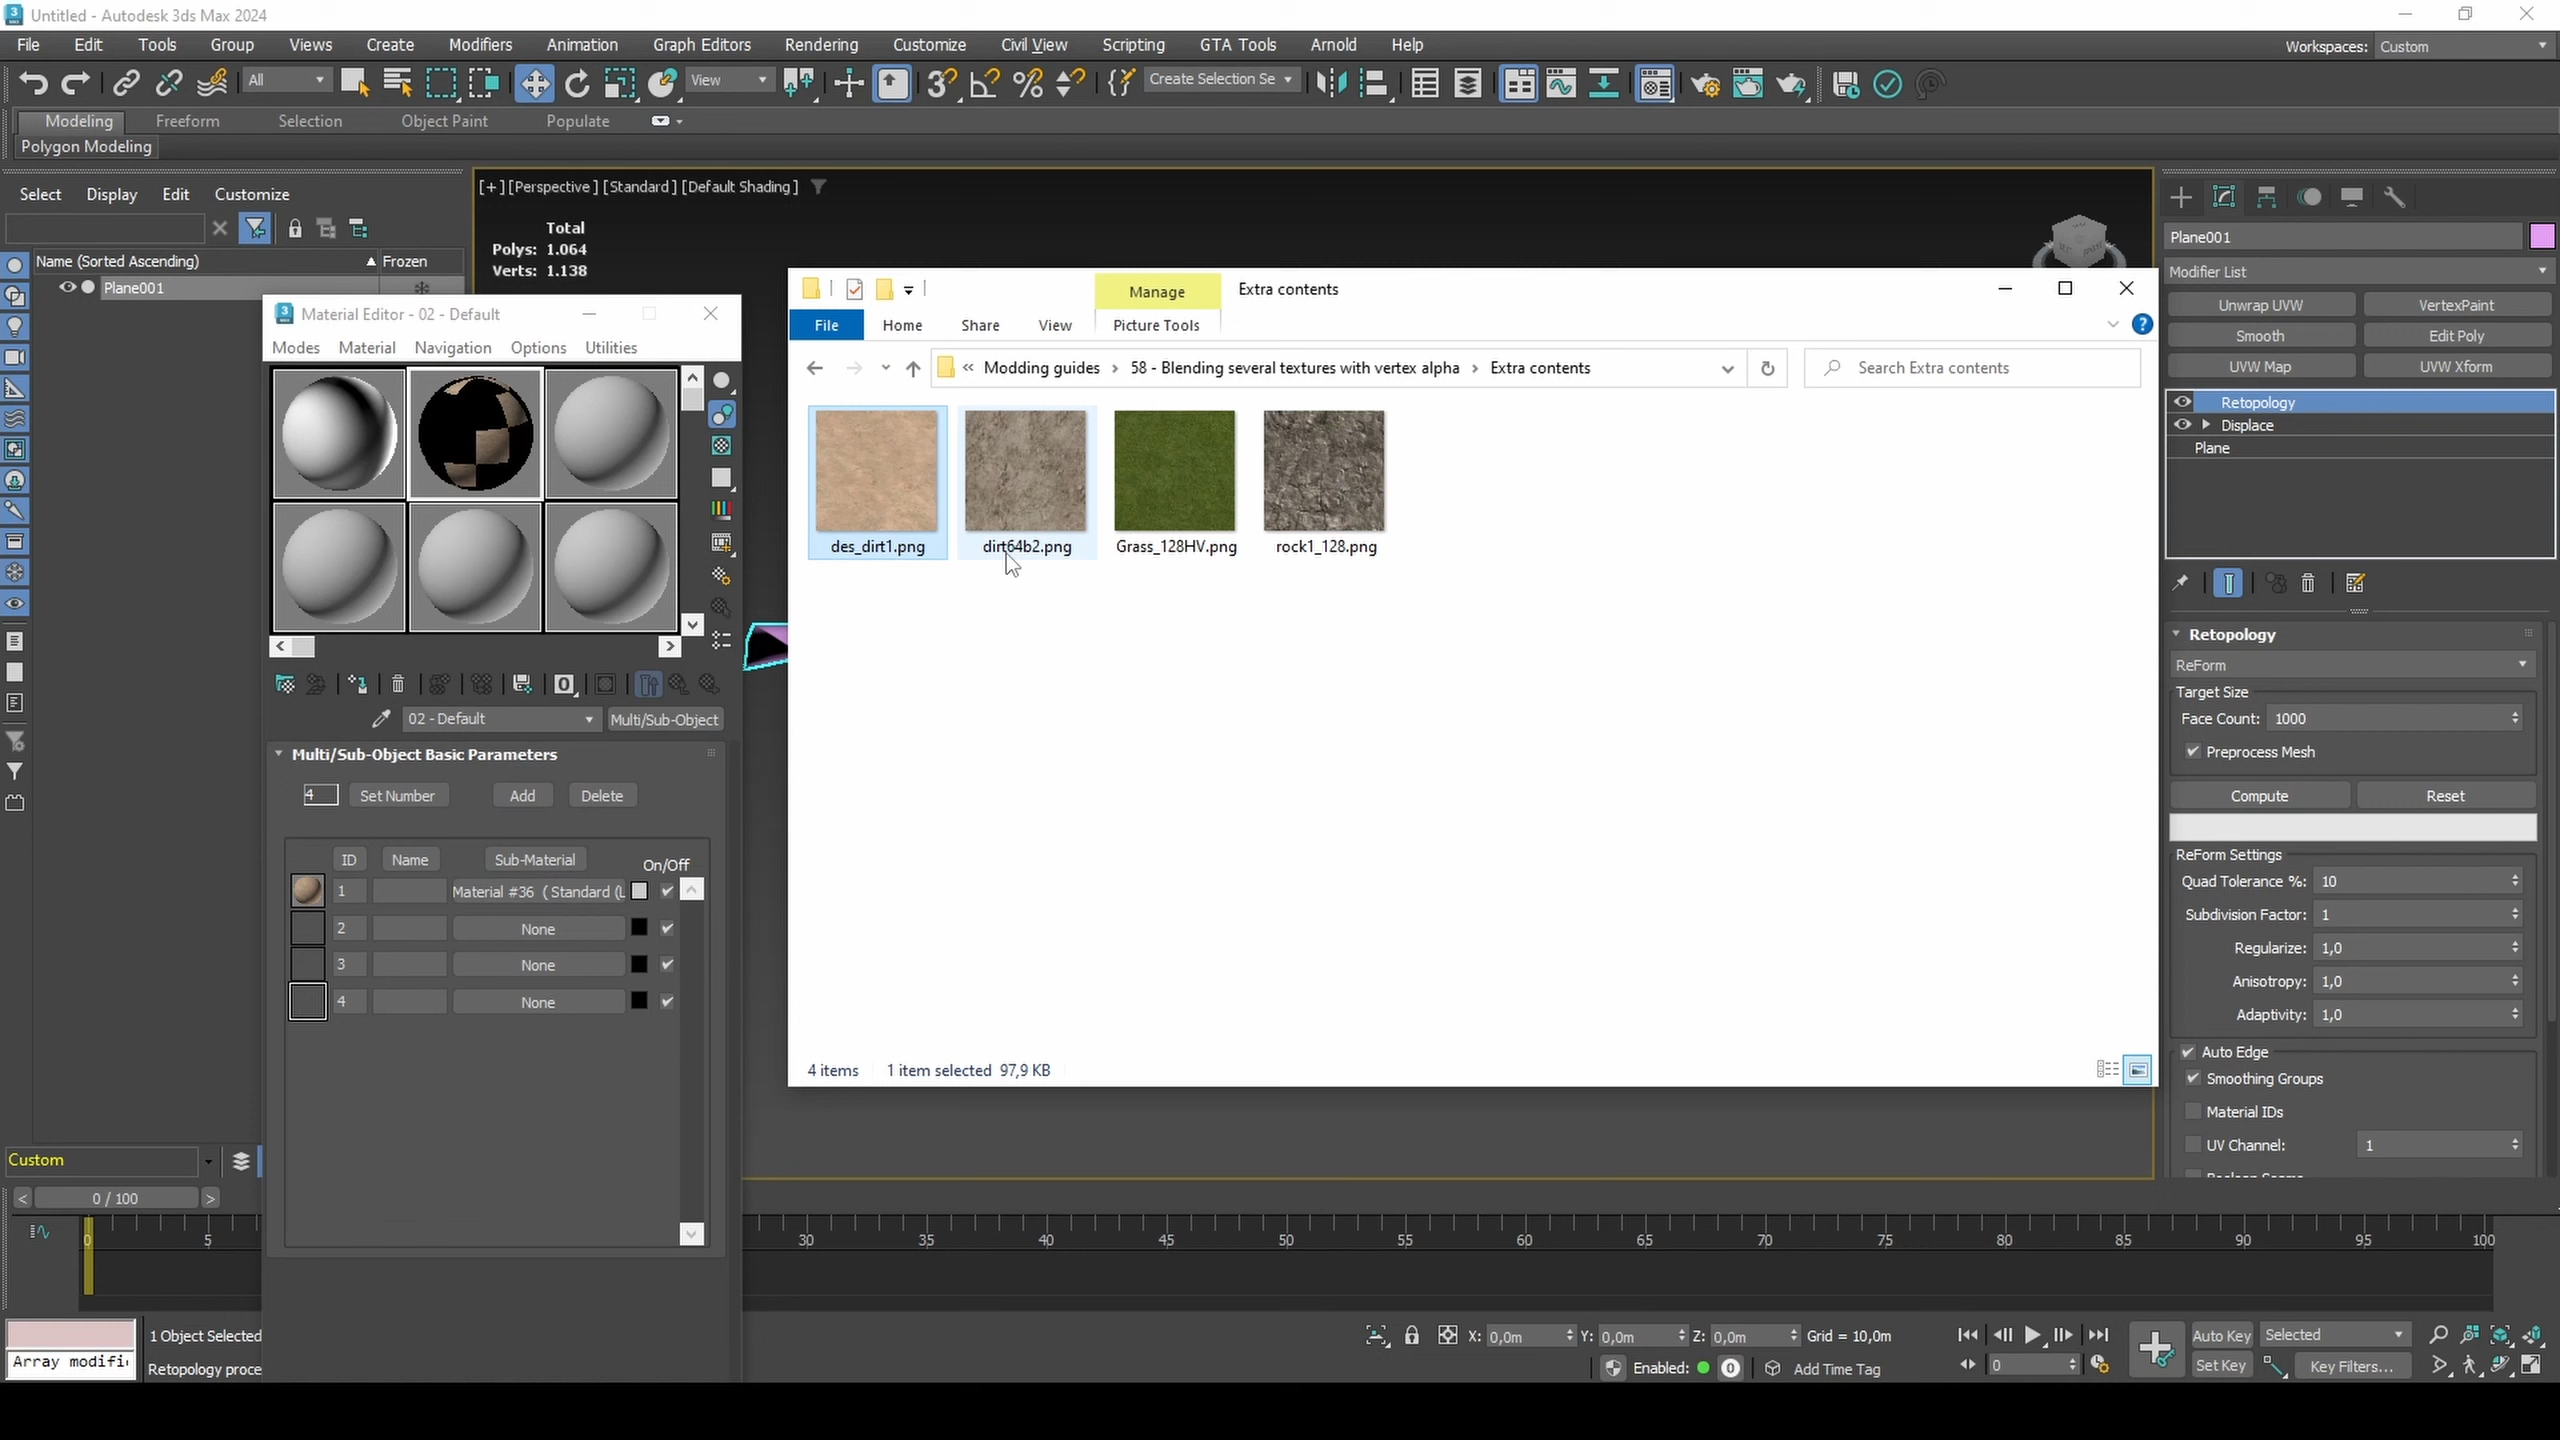 Untitled - Autodesk 3ds Max 2024
File Edit Tools Group Views Create Modifiers Animation Graph Editors Rendering Customize Civil View Scripting GTA Tools Arnold Help
Workspaces: Custom
All View Create Selection Se
Modeling Freeform Selection Object Paint Populate
Polygon Modeling
Select Display Edit Customize
Name (Sorted Ascending) Frozen
Plane001
[+] [Perspective] [Standard] [Default Shading]
Total
Polys: 1.064
Verts: 1.138
Material Editor - 02 - Default
Modes Material Navigation Options Utilities
02 - Default Multi/Sub-Object
Multi/Sub-Object Basic Parameters
4 Set Number Add Delete
ID Name Sub-Material On/Off
1 Material #36 ( Standard (L
2 None
3 None
4 None
Manage Extra contents
File Home Share View Picture Tools
« Modding guides › 58 - Blending several textures with vertex alpha › Extra contents
Search Extra contents
des_dirt1.png dirt64b2.png Grass_128HV.png rock1_128.png
4 items 1 item selected 97,9 KB
Plane001
Modifier List
Unwrap UVW VertexPaint
Smooth Edit Poly
UVW Map UVW Xform
Retopology
Displace
Plane
Retopology
ReForm
Target Size
Face Count: 1000
Preprocess Mesh
Compute Reset
ReForm Settings
Quad Tolerance %: 10
Subdivision Factor: 1
Regularize: 1,0
Anisotropy: 1,0
Adaptivity: 1,0
Auto Edge
Smoothing Groups
Material IDs
UV Channel: 1
Custom
< 0 / 100 >
0 5 30 35 40 45 50 55 60 65 70 75 80 85 90 95 100
1 Object Selected
Array modifi
Retopology proce
X: 0,0m Y: 0,0m Z: 0,0m Grid = 10,0m
Enabled: 0 Add Time Tag
0
Auto Key Selected
Set Key Key Filters...